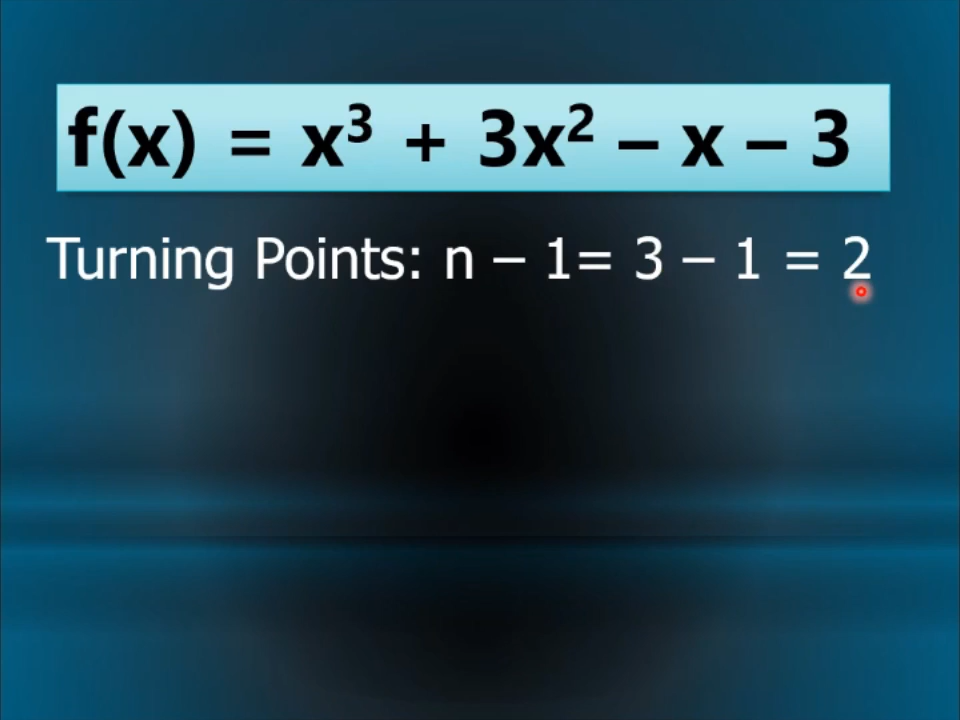 f(x) = x³ + 3x² – x – 3
Turning Points: n – 1= 3 – 1 = 2